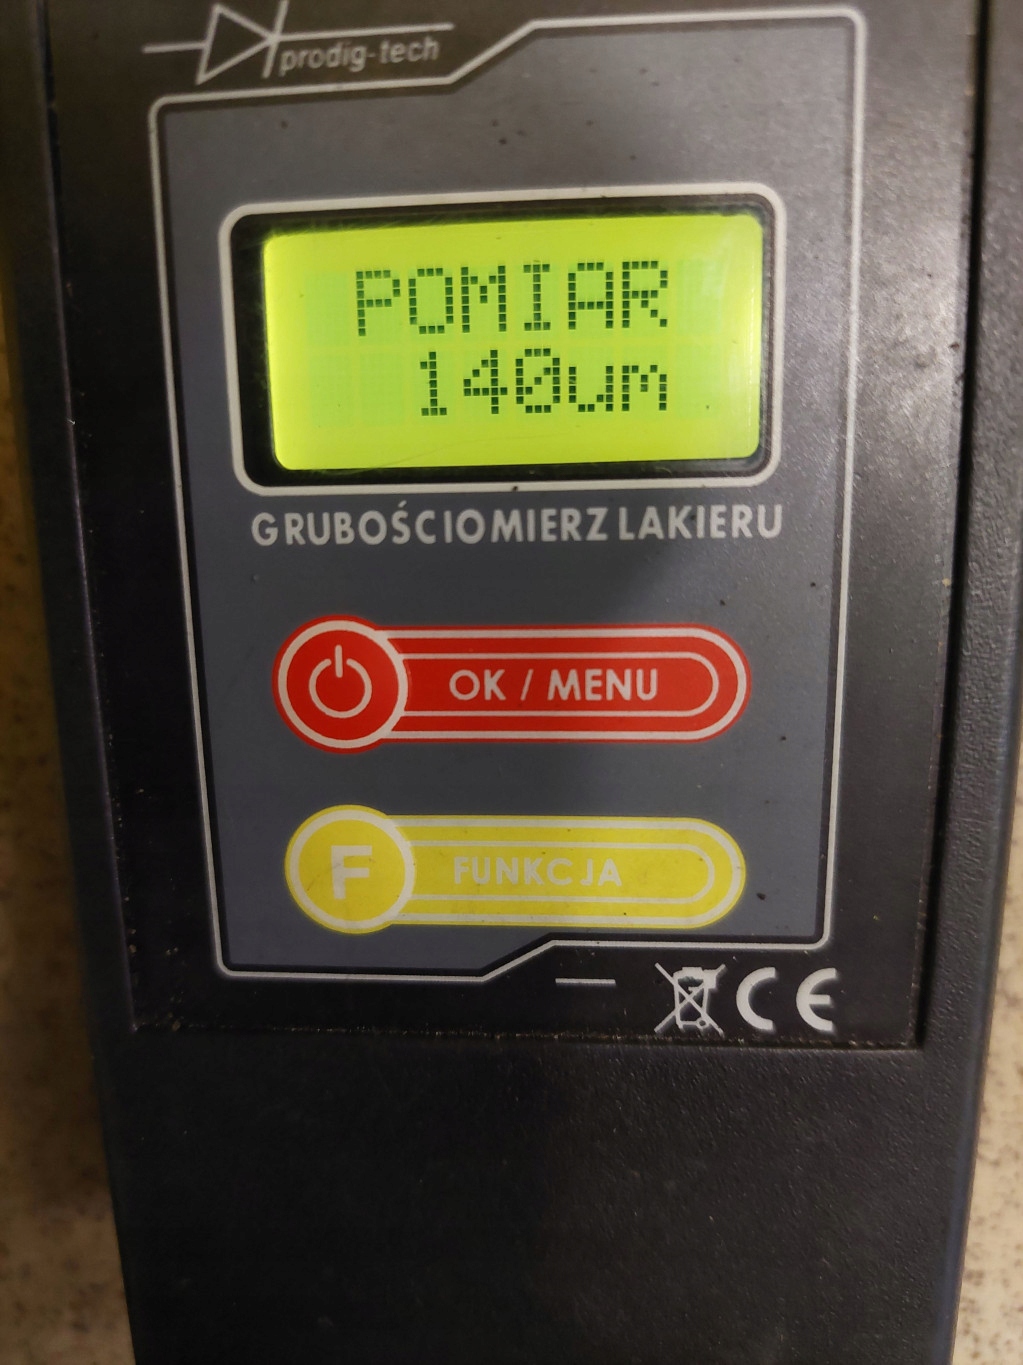 prodig-tech
POMIAR
140um
GRUBOŚCIOMIERZ LAKIERU
OK / MENU
F FUNKCJA
CE